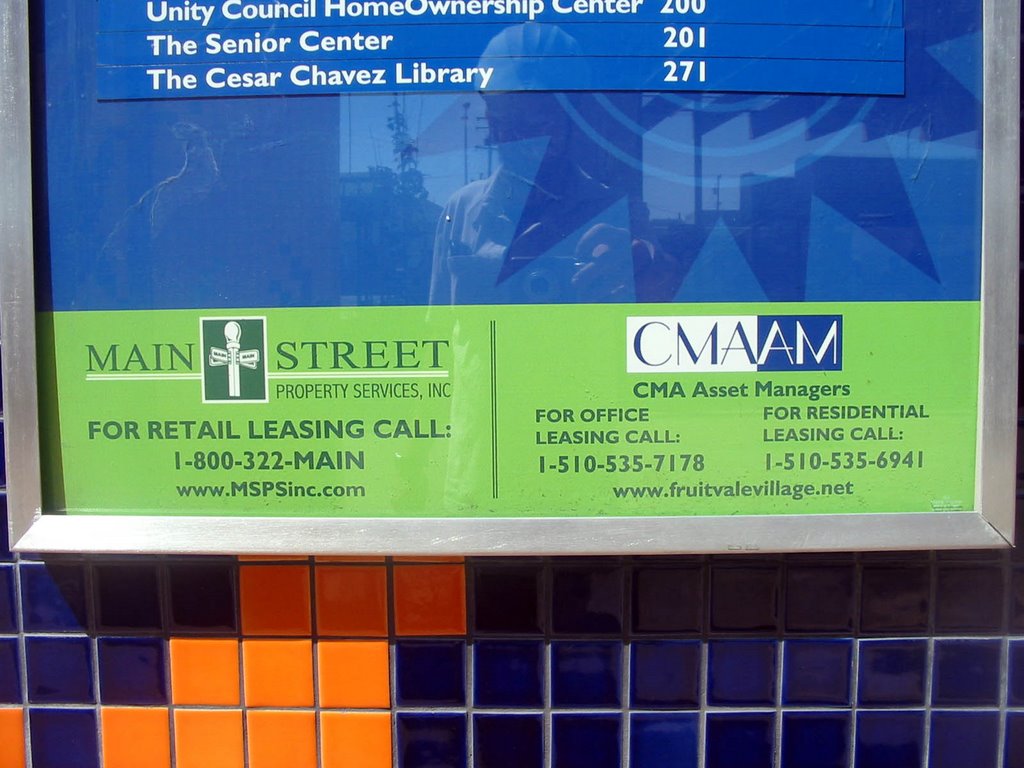 Unity Council HomeOwnership Center 200
The Senior Center 201
The Cesar Chavez Library 271
MAIN STREET
PROPERTY SERVICES, INC
FOR RETAIL LEASING CALL:
1-800-322-MAIN
www.MSPSinc.com
CMAAM
CMA Asset Managers
FOR OFFICE
LEASING CALL:
1-510-535-7178
FOR RESIDENTIAL
LEASING CALL:
1-510-535-6941
www.fruitvalevillage.net